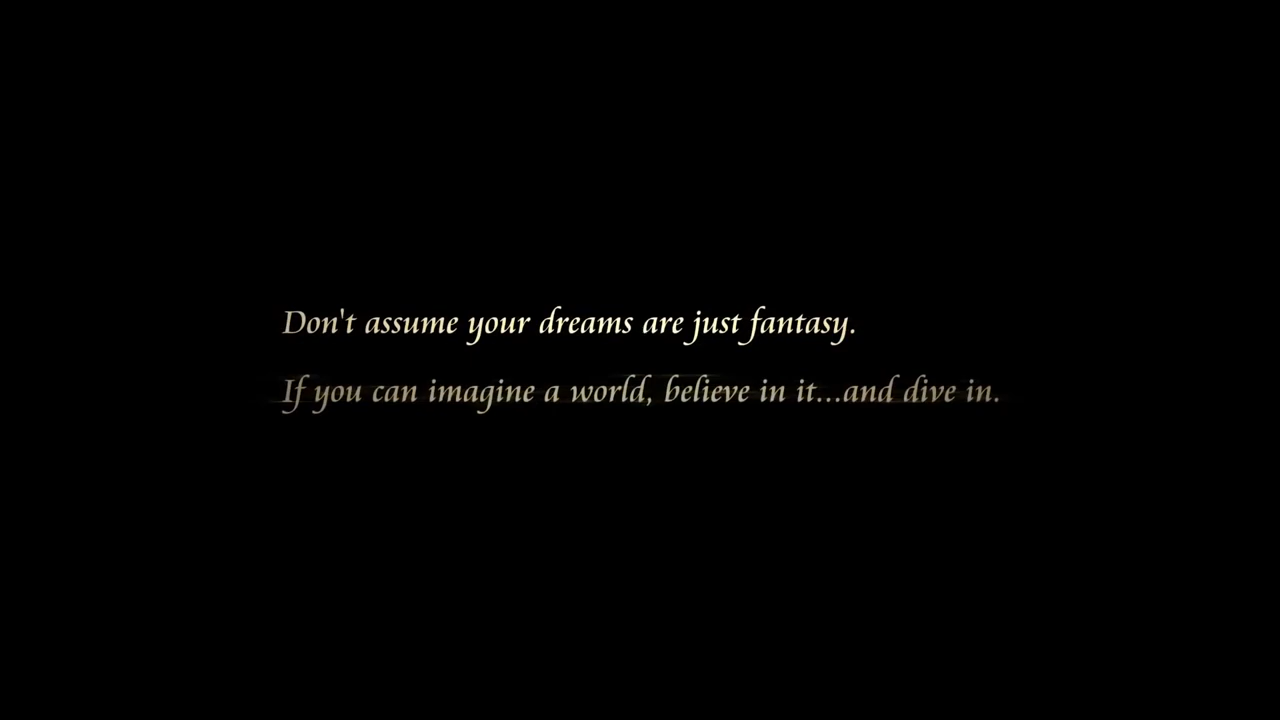 Don't assume your dreams are just fantasy.
If you can imagine a world, believe in it...and dive in.